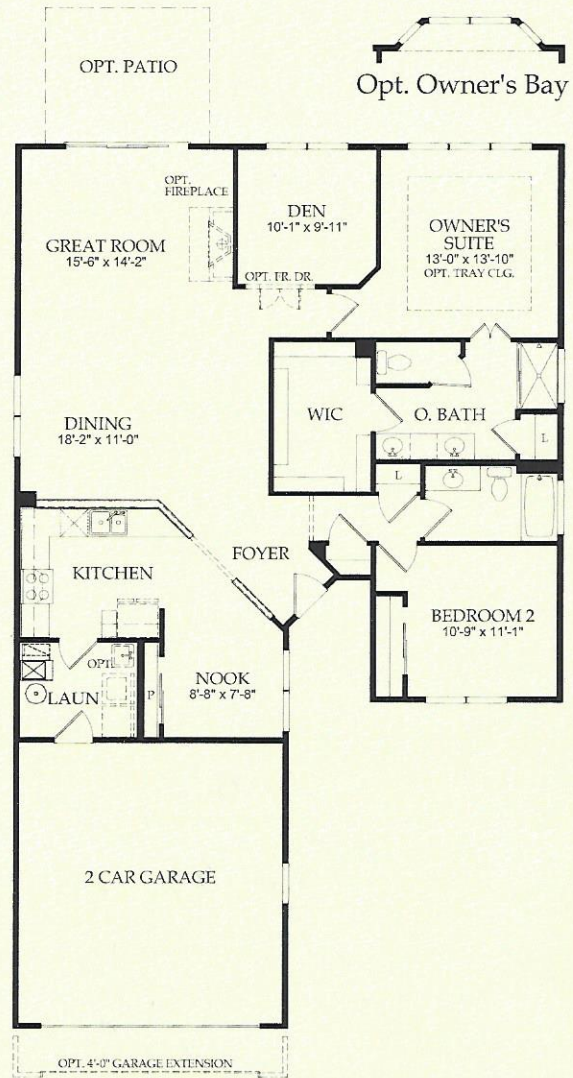 OPT. PATIO
Opt. Owner's Bay
OPT.
FIREPLACE
GREAT ROOM
15'-6" x 14'-2"
DEN
10'-1" x 9'-11"
OPT. FR. DR.
OWNER'S
SUITE
13'-0" x 13'-10"
OPT. TRAY CLG.
WIC
O. BATH
L
DINING
18'-2" x 11'-0"
L
FOYER
KITCHEN
BEDROOM 2
10'-9" x 11'-1"
OPT.
LAUN
P
NOOK
8'-8" x 7'-8"
2 CAR GARAGE
OPT. 4'-0" GARAGE EXTENSION